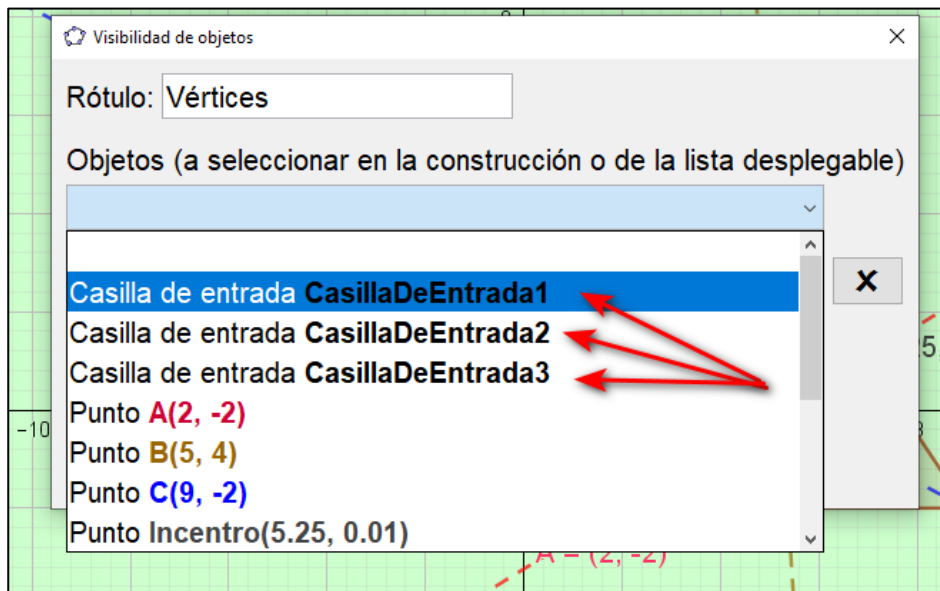 Visibilidad de objetos
Rótulo: Vértices
Objetos (a seleccionar en la construcción o de la lista desplegable)
Casilla de entrada CasillaDeEntrada1
Casilla de entrada CasillaDeEntrada2
Casilla de entrada CasillaDeEntrada3
Punto A(2, -2)
Punto B(5, 4)
Punto C(9, -2)
Punto Incentro(5.25, 0.01)
-10
A = (2, -2)